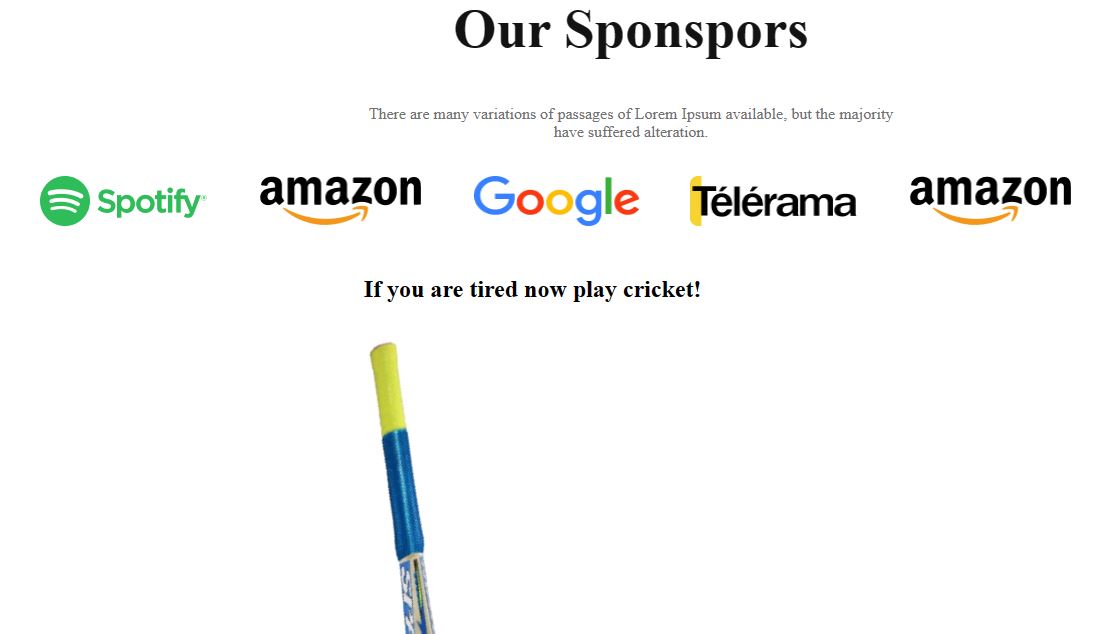 Our Sponspors
There are many variations of passages of Lorem Ipsum available, but the majority
have suffered alteration.
Spotify® amazon Google Télérama amazon
If you are tired now play cricket!